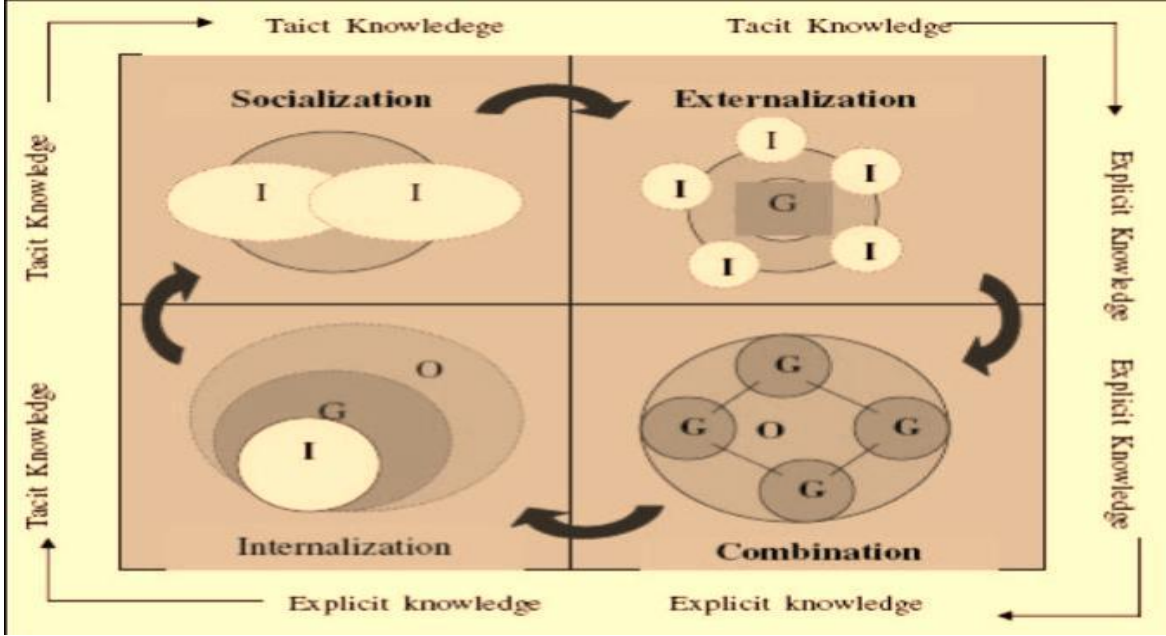 Taict Knowledege
Tacit Knowledge
Socialization
Externalization
I
I
I
I
I
I
I
G
Tacit Knowledge
Explicit Knowledge
O
G
I
G
G
O
G
G
Tacit Knowledge
Explicit Knowledge
Internalization
Combination
Explicit knowledge
Explicit knowledge